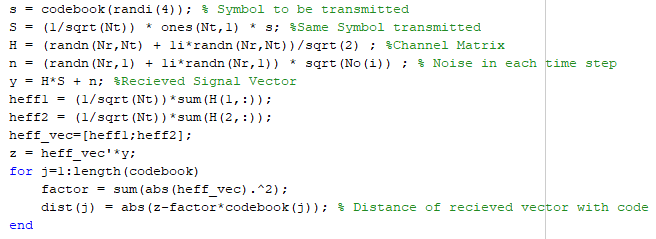 s = codebook(randi(4)); % Symbol to be transmitted
S = (1/sqrt(Nt)) * ones(Nt,1) * s; %Same Symbol transmitted
H = (randn(Nr,Nt) + 1i*randn(Nr,Nt))/sqrt(2) ; %Channel Matrix
n = (randn(Nr,1) + 1i*randn(Nr,1)) * sqrt(No(i)) ; % Noise in each time step
y = H*S + n; %Recieved Signal Vector
heff1 = (1/sqrt(Nt))*sum(H(1,:));
heff2 = (1/sqrt(Nt))*sum(H(2,:));
heff_vec=[heff1;heff2];
z = heff_vec'*y;
for j=1:length(codebook)
    factor = sum(abs(heff_vec).^2);
    dist(j) = abs(z-factor*codebook(j)); % Distance of recieved vector with code
end